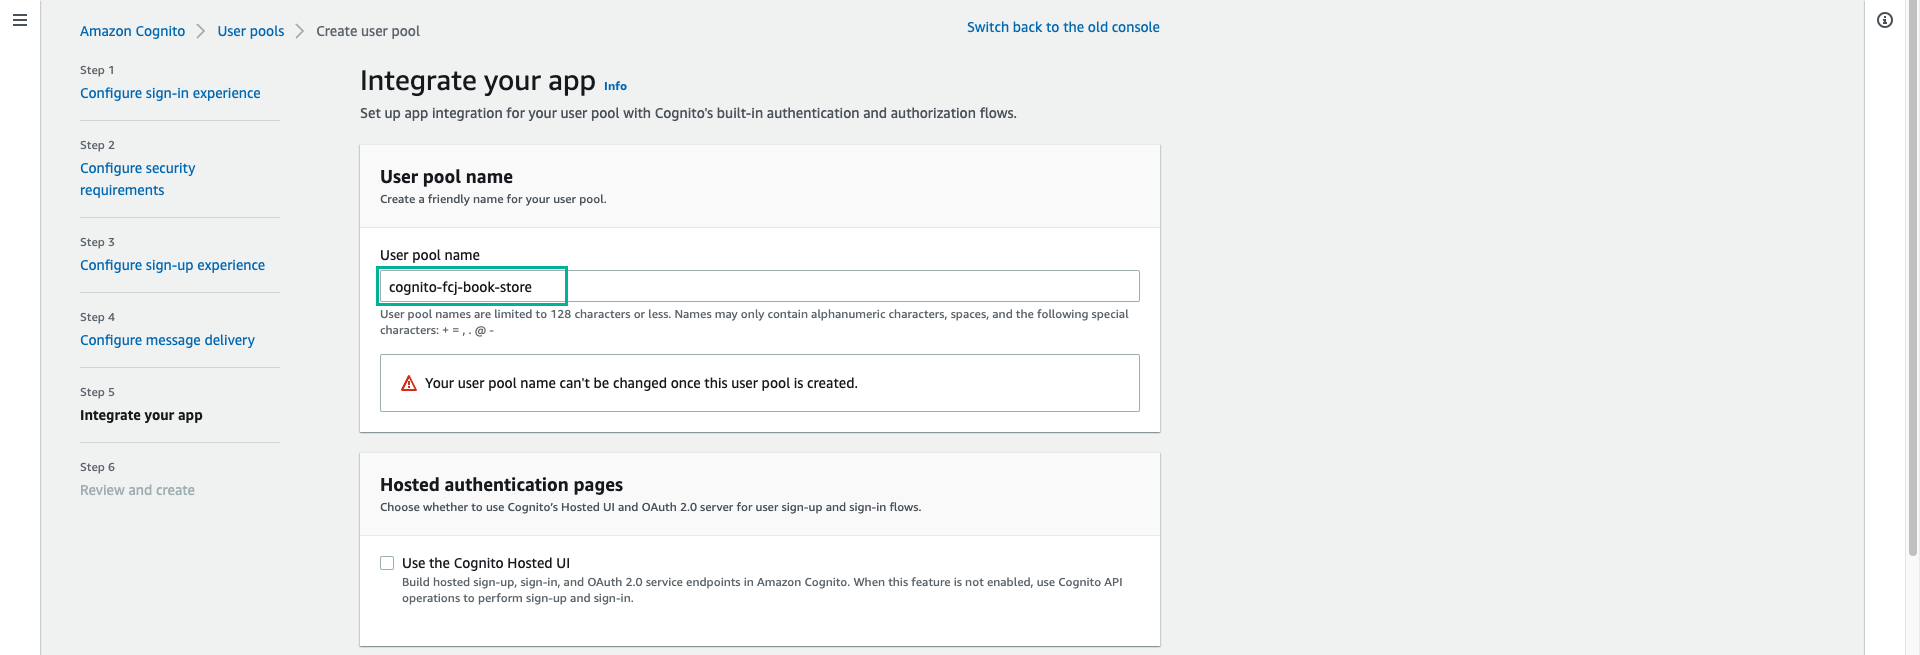 Amazon Cognito
User pools
Create user pool
Switch back to the old console
Step 1
Configure sign-in experience
Step 2
Configure security
requirements
Step 3
Configure sign-up experience
Step 4
Configure message delivery
Step 5
Integrate your app
Step 6
Review and create
Integrate your app Info
Set up app integration for your user pool with Cognito's built-in authentication and authorization flows.
User pool name
Create a friendly name for your user pool.
User pool name
cognito-fcj-book-store
User pool names are limited to 128 characters or less. Names may only contain alphanumeric characters, spaces, and the following special
characters: + = , . @ -
Your user pool name can't be changed once this user pool is created.
Hosted authentication pages
Choose whether to use Cognito's Hosted UI and OAuth 2.0 server for user sign-up and sign-in flows.
Use the Cognito Hosted UI
Build hosted sign-up, sign-in, and OAuth 2.0 service endpoints in Amazon Cognito. When this feature is not enabled, use Cognito API
operations to perform sign-up and sign-in.